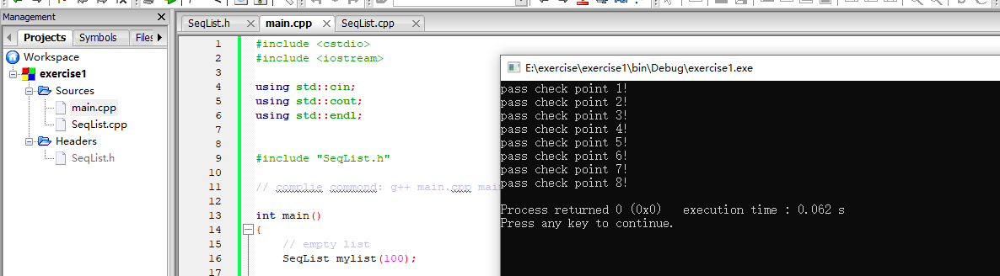 Management
Projects
Symbols
Files
Workspace
exercise1
Sources
main.cpp
SeqList.cpp
Headers
SeqList.h
SeqList.h
main.cpp
SeqList.cpp
1 #include <cstdio>
2 #include <iostream>
3
4 using std::cin;
5 using std::cout;
6 using std::endl;
7
8
9 #include "SeqList.h"
10
11 // complie commond: g++ main.cpp mai
12
13 int main()
14 {
15 // empty list
16 SeqList mylist(100);
17
E:\exercise\exercise1\bin\Debug\exercise1.exe
pass check point 1!
pass check point 2!
pass check point 3!
pass check point 4!
pass check point 5!
pass check point 6!
pass check point 7!
pass check point 8!
Process returned 0 (0x0) execution time : 0.062 s
Press any key to continue.